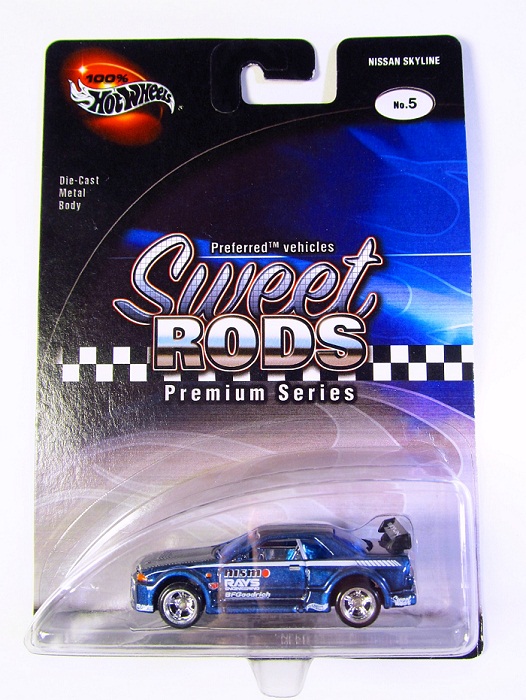 NISSAN SKYLINE
100%
Hot Wheels
No.5
Die-Cast
Metal
Body
Preferred™ vehicles
Sweet
RODS
Premium Series
nismo
RAYS
BFGoodrich